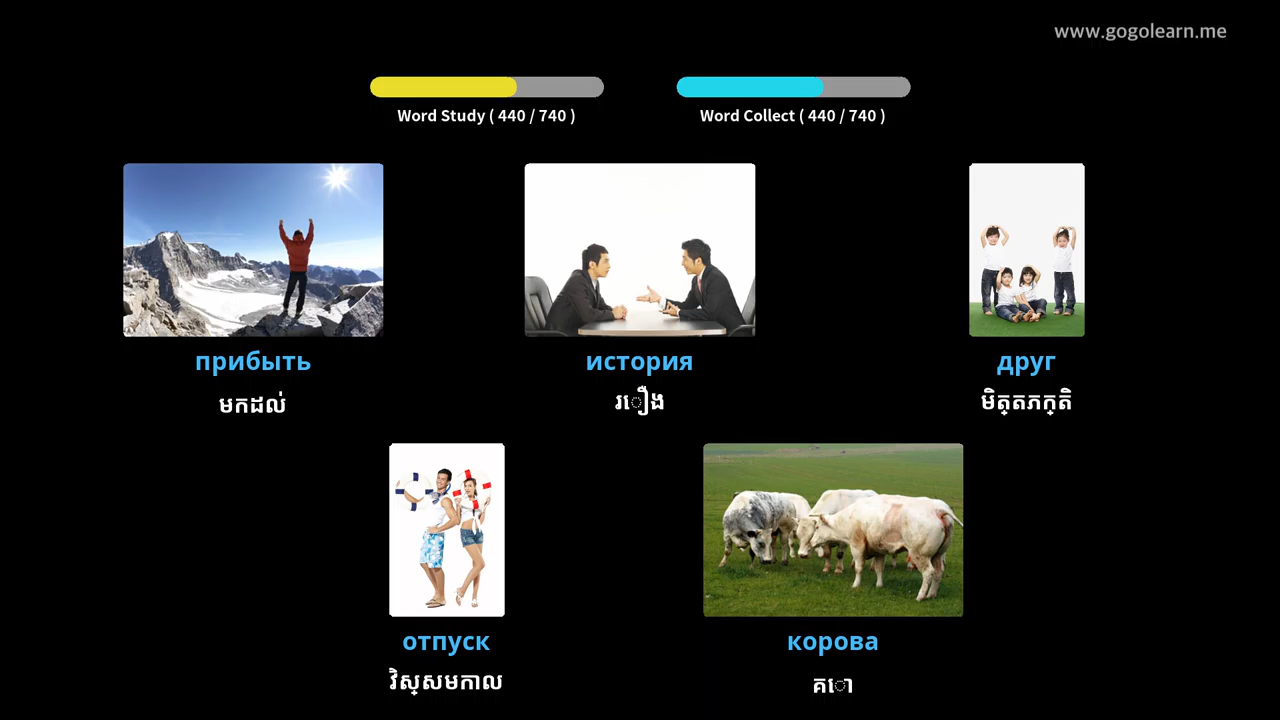 www.gogolearn.me
Word Study ( 440 / 740 )
Word Collect ( 440 / 740 )
прибыть
история
друг
មកដល់
រឿង
មិត្តភក្តិ
отпуск
корова
វិស្សមកាល
គោ